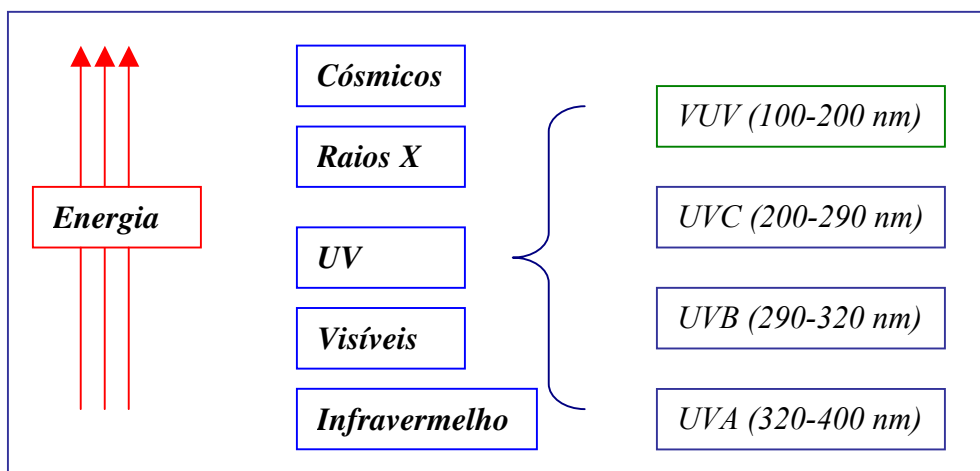 Energia
Cósmicos
Raios X
UV
Visíveis
Infravermelho
VUV (100-200 nm)
UVC (200-290 nm)
UVB (290-320 nm)
UVA (320-400 nm)